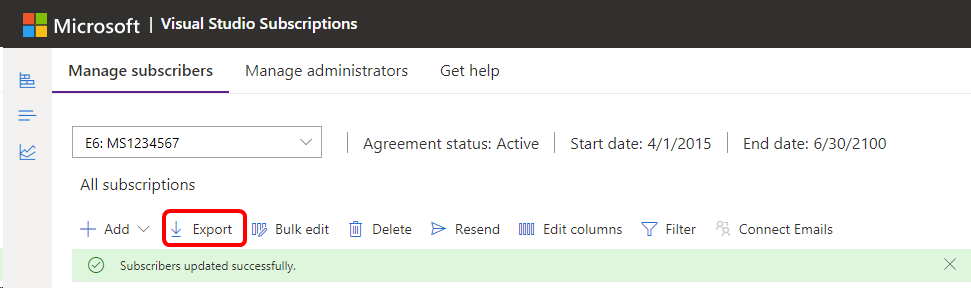 Microsoft | Visual Studio Subscriptions
Manage subscribers Manage administrators Get help
E6: MS1234567 | Agreement status: Active | Start date: 4/1/2015 | End date: 6/30/2100
All subscriptions
Add Export Bulk edit Delete Resend Edit columns Filter Connect Emails
Subscribers updated successfully.